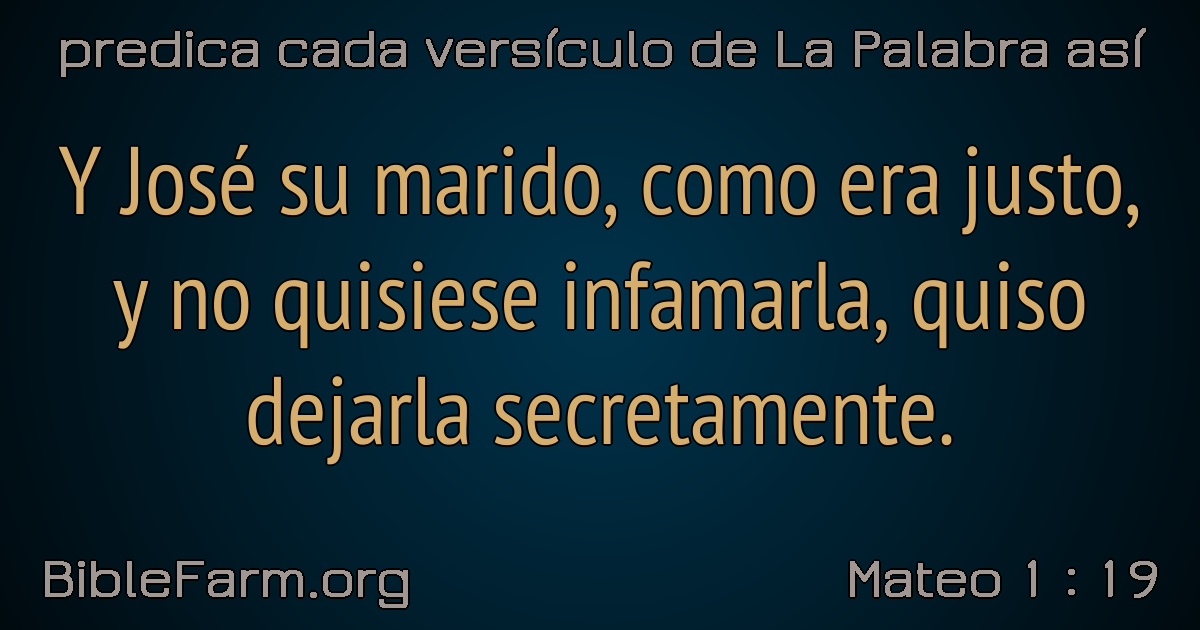 predica cada versículo de La Palabra así
Y José su marido, como era justo,
y no quisiese infamarla, quiso
dejarla secretamente.
BibleFarm.org
Mateo 1 : 19